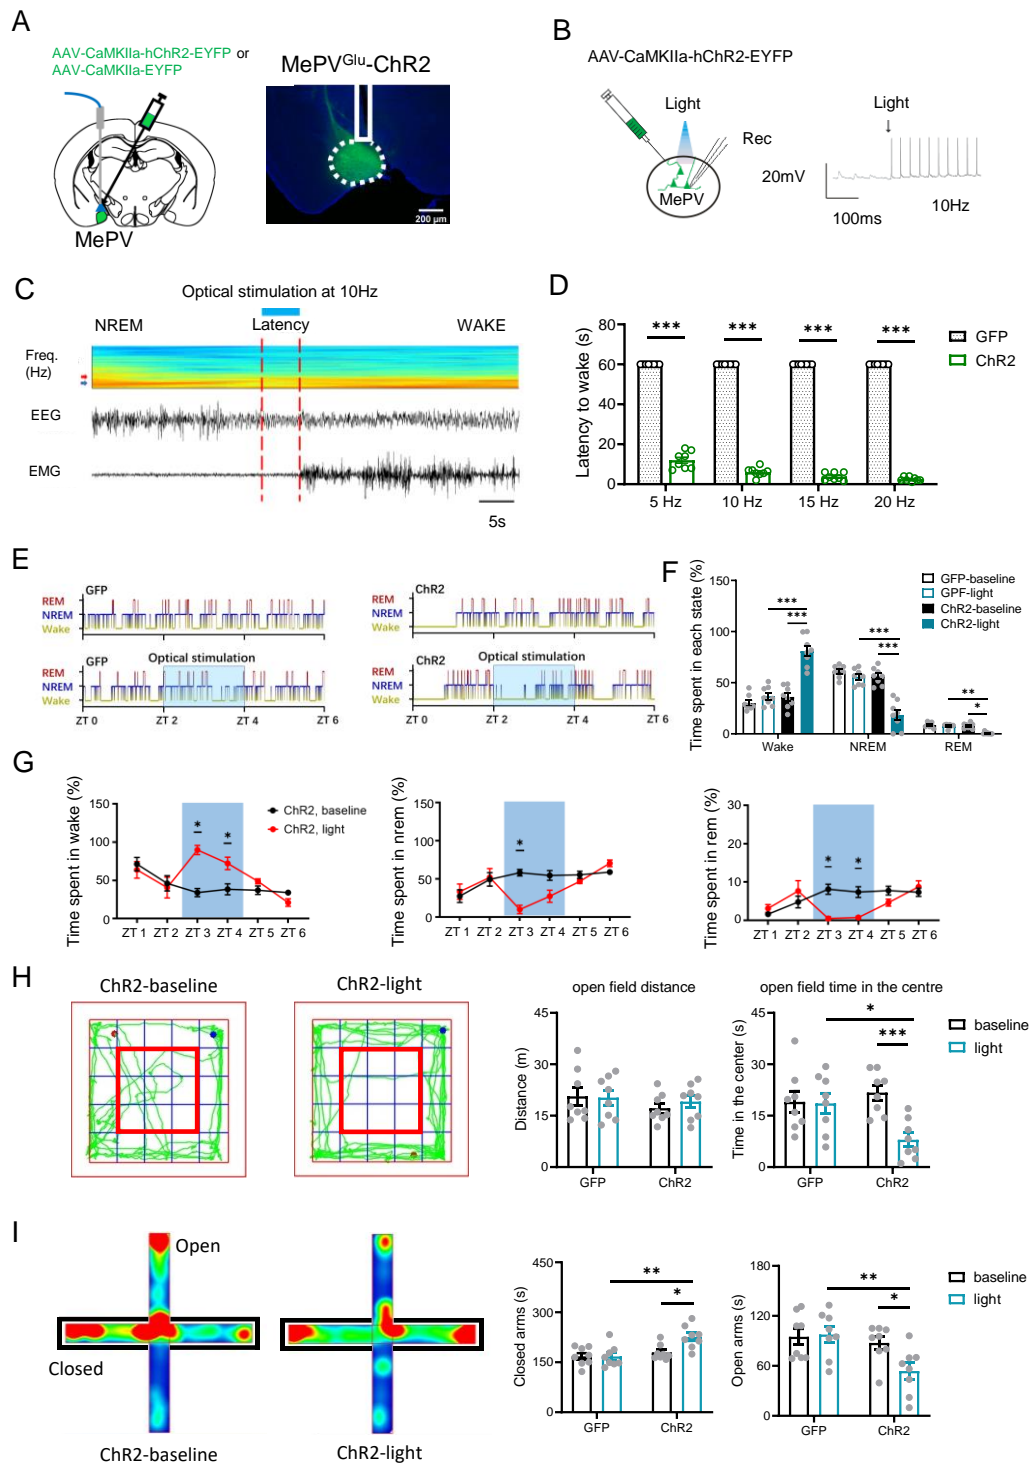 A
AAV-CaMKIIa-hChR2-EYFP or
AAV-CaMKIIa-EYFP
MePV
MePVGlu-ChR2
200 μm
B
AAV-CaMKIIa-hChR2-EYFP
Light
Rec
MePV
Light
20mV
100ms
10Hz
C
Optical stimulation at 10Hz
NREM
Latency
WAKE
Freq.
(Hz)
EEG
EMG
5s
D
Latency to wake (s)
80
60
40
20
0
*** *** *** ***
5 Hz 10 Hz 15 Hz 20 Hz
GFP
ChR2
E
GFP
REM
NREM
Wake
ChR2
REM
NREM
Wake
GFP
Optical stimulation
REM
NREM
Wake
ZT 0 ZT 2 ZT 4 ZT 6
ChR2
Optical stimulation
REM
NREM
Wake
ZT 0 ZT 2 ZT 4 ZT 6
F
Time spent in each state (%)
150
100
50
0
***
***
***
***
**
*
Wake NREM REM
GFP-baseline
GPF-light
ChR2-baseline
ChR2-light
G
Time spent in wake (%)
150
100
50
0
* *
ChR2, baseline
ChR2, light
ZT 1 ZT 2 ZT 3 ZT 4 ZT 5 ZT 6
Time spent in nrem (%)
150
100
50
0
*
ZT 1 ZT 2 ZT 3 ZT 4 ZT 5 ZT 6
Time spent in rem (%)
30
20
10
0
* *
ZT 1 ZT 2 ZT 3 ZT 4 ZT 5 ZT 6
H
ChR2-baseline
ChR2-light
open field distance
Distance (m)
45
30
15
0
GFP ChR2
open field time in the centre
Time in the center (s)
45
30
15
0
*
***
GFP ChR2
baseline
light
I
Open
Closed
ChR2-baseline
ChR2-light
Closed arms (s)
450
300
150
0
**
*
GFP ChR2
Open arms (s)
180
120
60
0
**
*
GFP ChR2
baseline
light